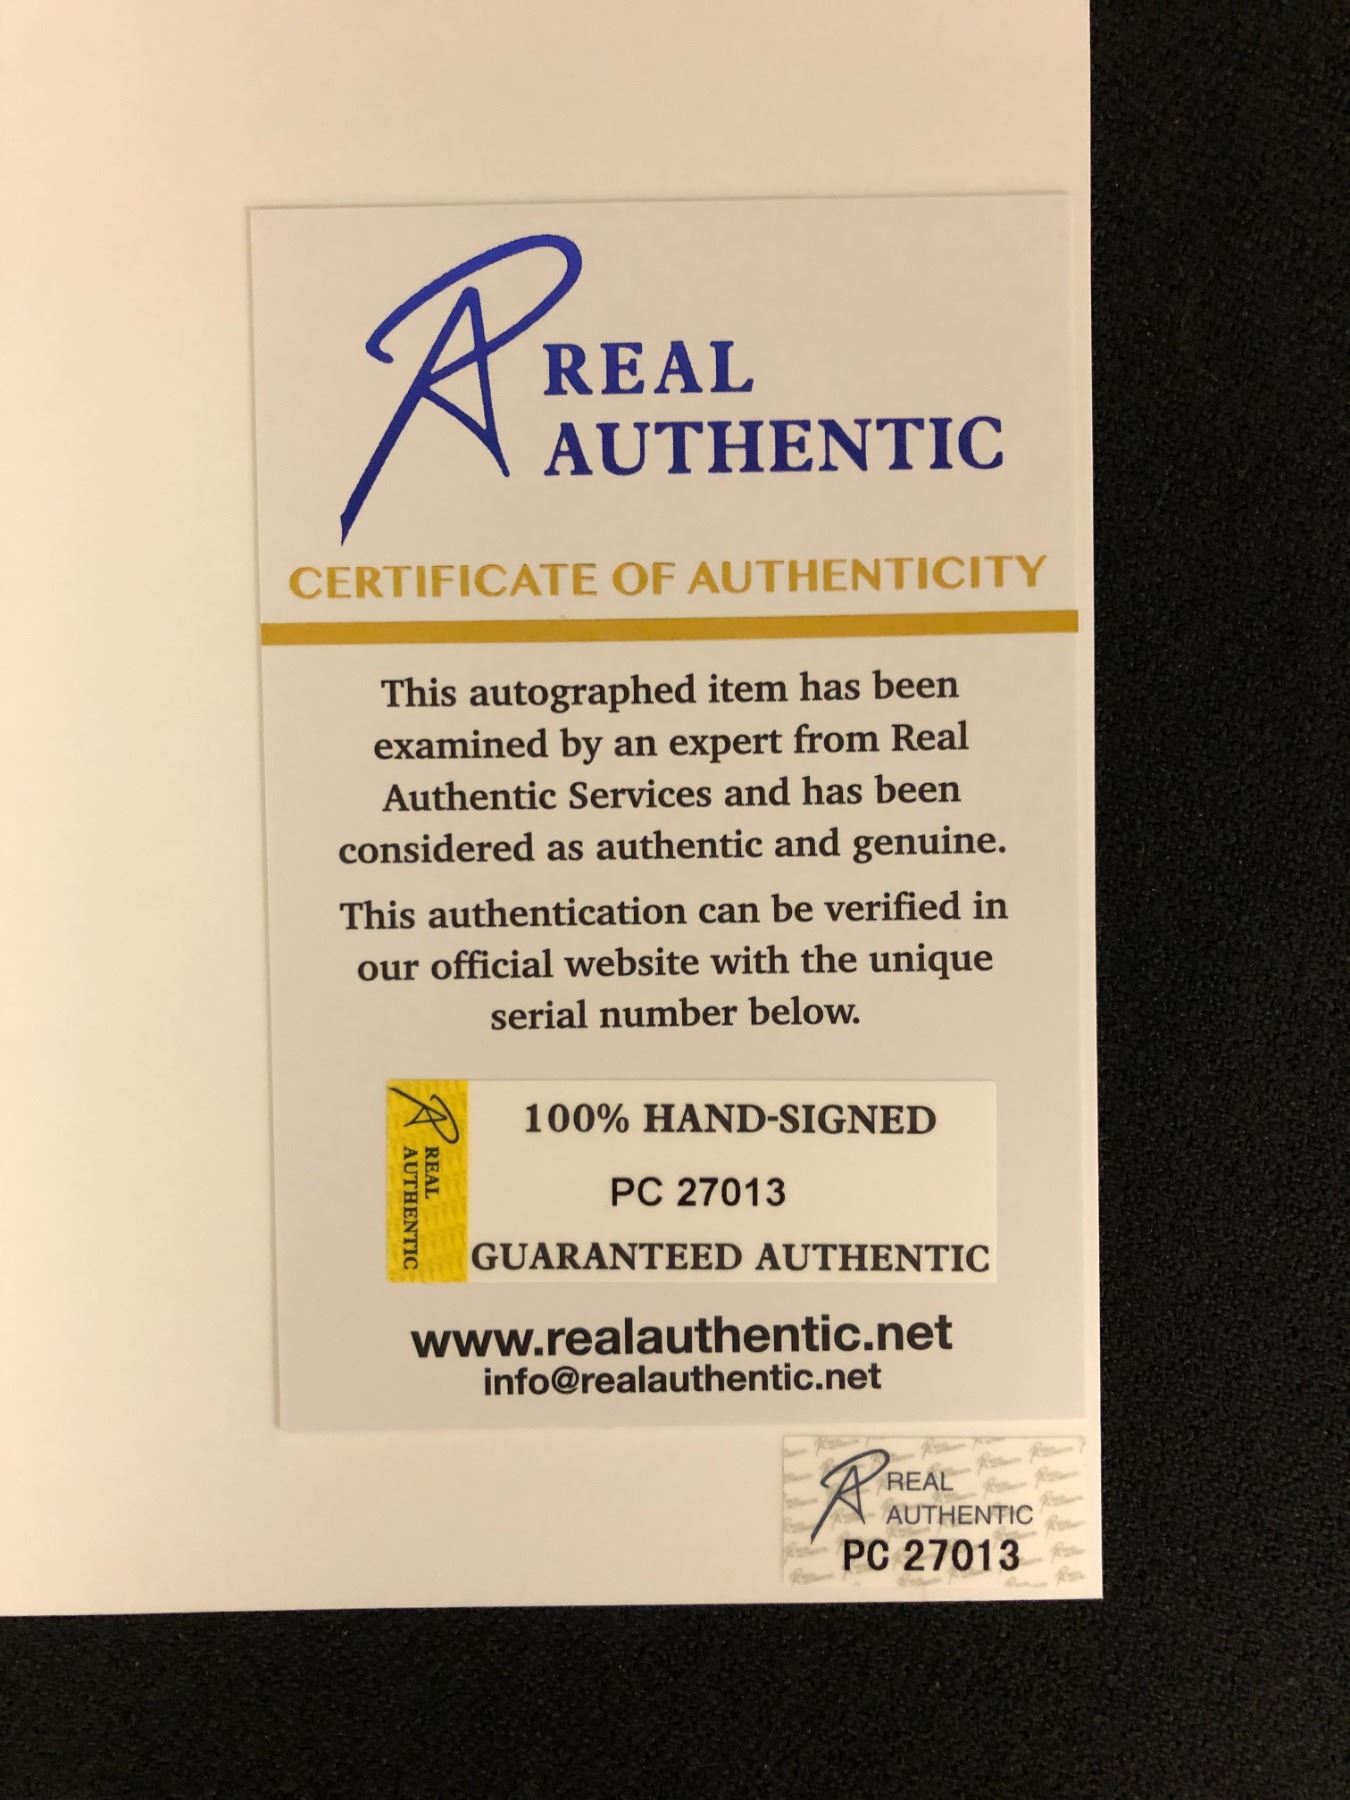 REAL
AUTHENTIC
CERTIFICATE OF AUTHENTICITY
This autographed item has been
examined by an expert from Real
Authentic Services and has been
considered as authentic and genuine.
This authentication can be verified in
our official website with the unique
serial number below.
REAL
AUTHENTIC
100% HAND-SIGNED
PC 27013
GUARANTEED AUTHENTIC
www.realauthentic.net
info@realauthentic.net
REAL
AUTHENTIC
PC 27013